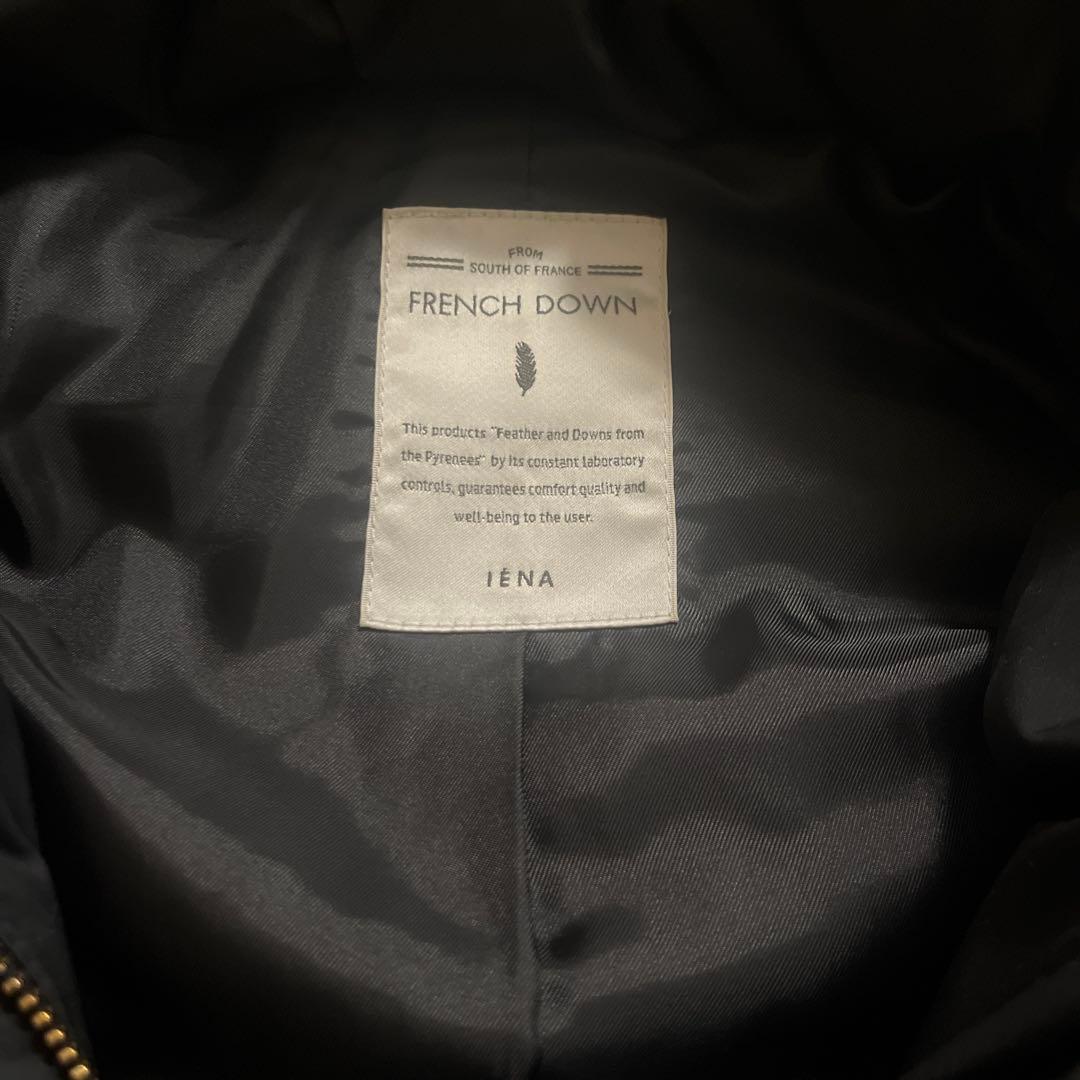 FROM
SOUTH OF FRANCE
FRENCH DOWN
This products "Feather and Downs from
the Pyrenees" by its constant laboratory
controls, guarantees comfort quality and
well-being to the user.
IÉNA